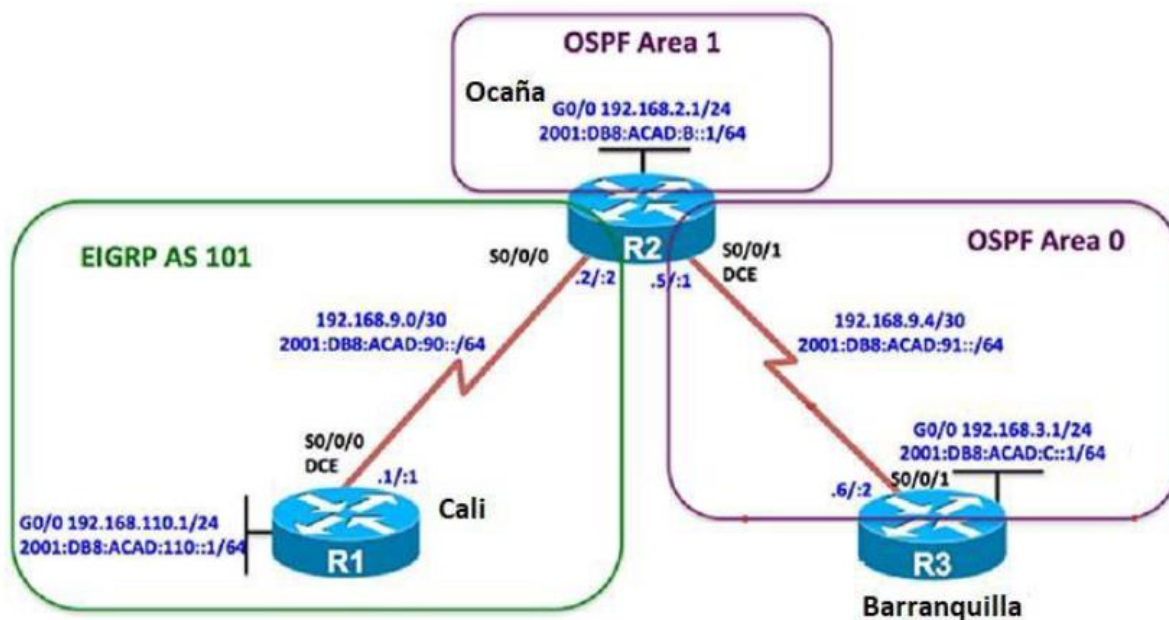 OSPF Area 1
Ocaña
G0/0 192.168.2.1/24
2001:DB8:ACAD:B::1/64
R2
EIGRP AS 101
S0/0/0
.2/:2
.5/:1
S0/0/1
DCE
OSPF Area 0
192.168.9.0/30
2001:DB8:ACAD:90::/64
192.168.9.4/30
2001:DB8:ACAD:91::/64
S0/0/0
DCE
.1/:1
Cali
G0/0 192.168.110.1/24
2001:DB8:ACAD:110::1/64
R1
G0/0 192.168.3.1/24
2001:DB8:ACAD:C::1/64
.6/:2
S0/0/1
R3
Barranquilla